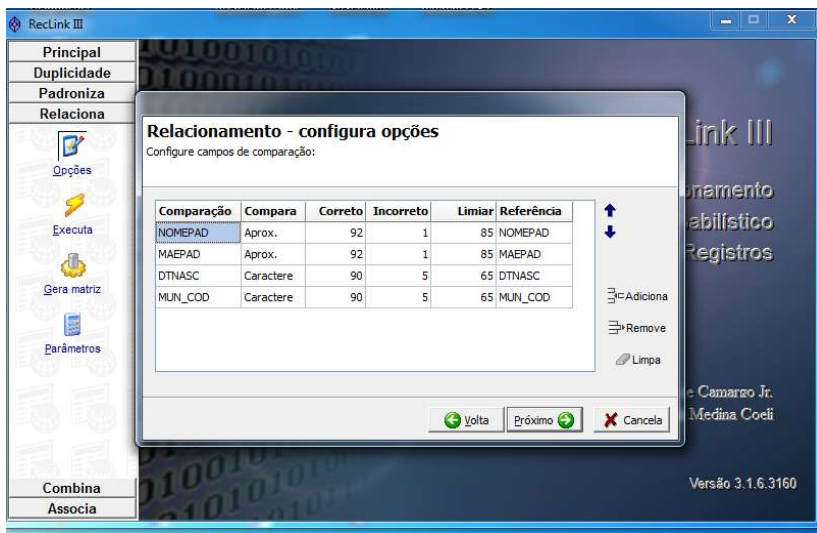 RecLink III
Principal
Duplicidade
Padroniza
Relaciona
Opções
Executa
Gera matriz
Parâmetros
Combina
Associa
Relacionamento - configura opções
Configure campos de comparação:
Comparação Compara Correto Incorreto Limiar Referência
NOMEPAD Aprox. 92 1 85 NOMEPAD
MAEPAD Aprox. 92 1 85 MAEPAD
DTNASC Caractere 90 5 65 DTNASC
MUN_COD Caractere 90 5 65 MUN_COD
Adiciona
Remove
Limpa
Volta Próximo Cancela
Link III
onamento
abilístico
Registros
e Camargo Jr.
Medina Coeli
Versão 3.1.6.3160